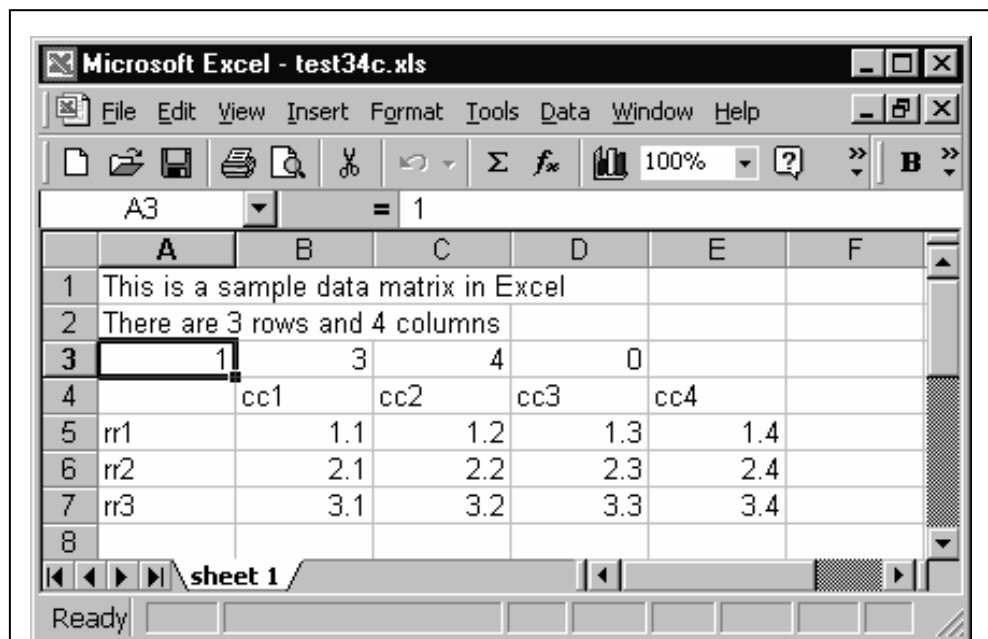 Microsoft Excel - test34c.xls
File Edit View Insert Format Tools Data Window Help
Σ fx 100% ? » B »
A3 = 1
A B C D E F
1 This is a sample data matrix in Excel
2 There are 3 rows and 4 columns
3 1 3 4 0
4 cc1 cc2 cc3 cc4
5 rr1 1.1 1.2 1.3 1.4
6 rr2 2.1 2.2 2.3 2.4
7 rr3 3.1 3.2 3.3 3.4
8
sheet 1
Ready